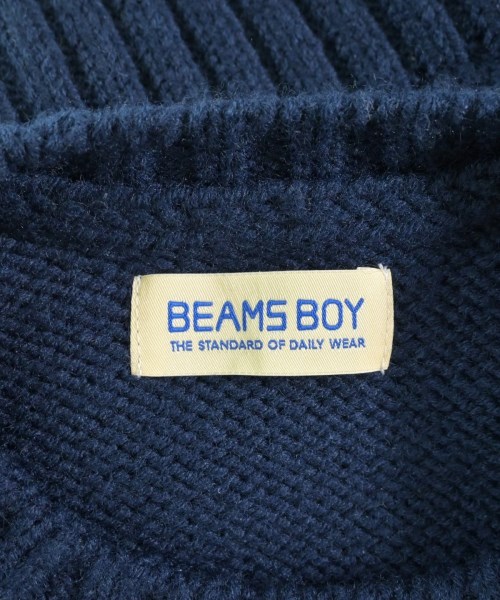 BEAMS BOY
THE STANDARD OF DAILY WEAR